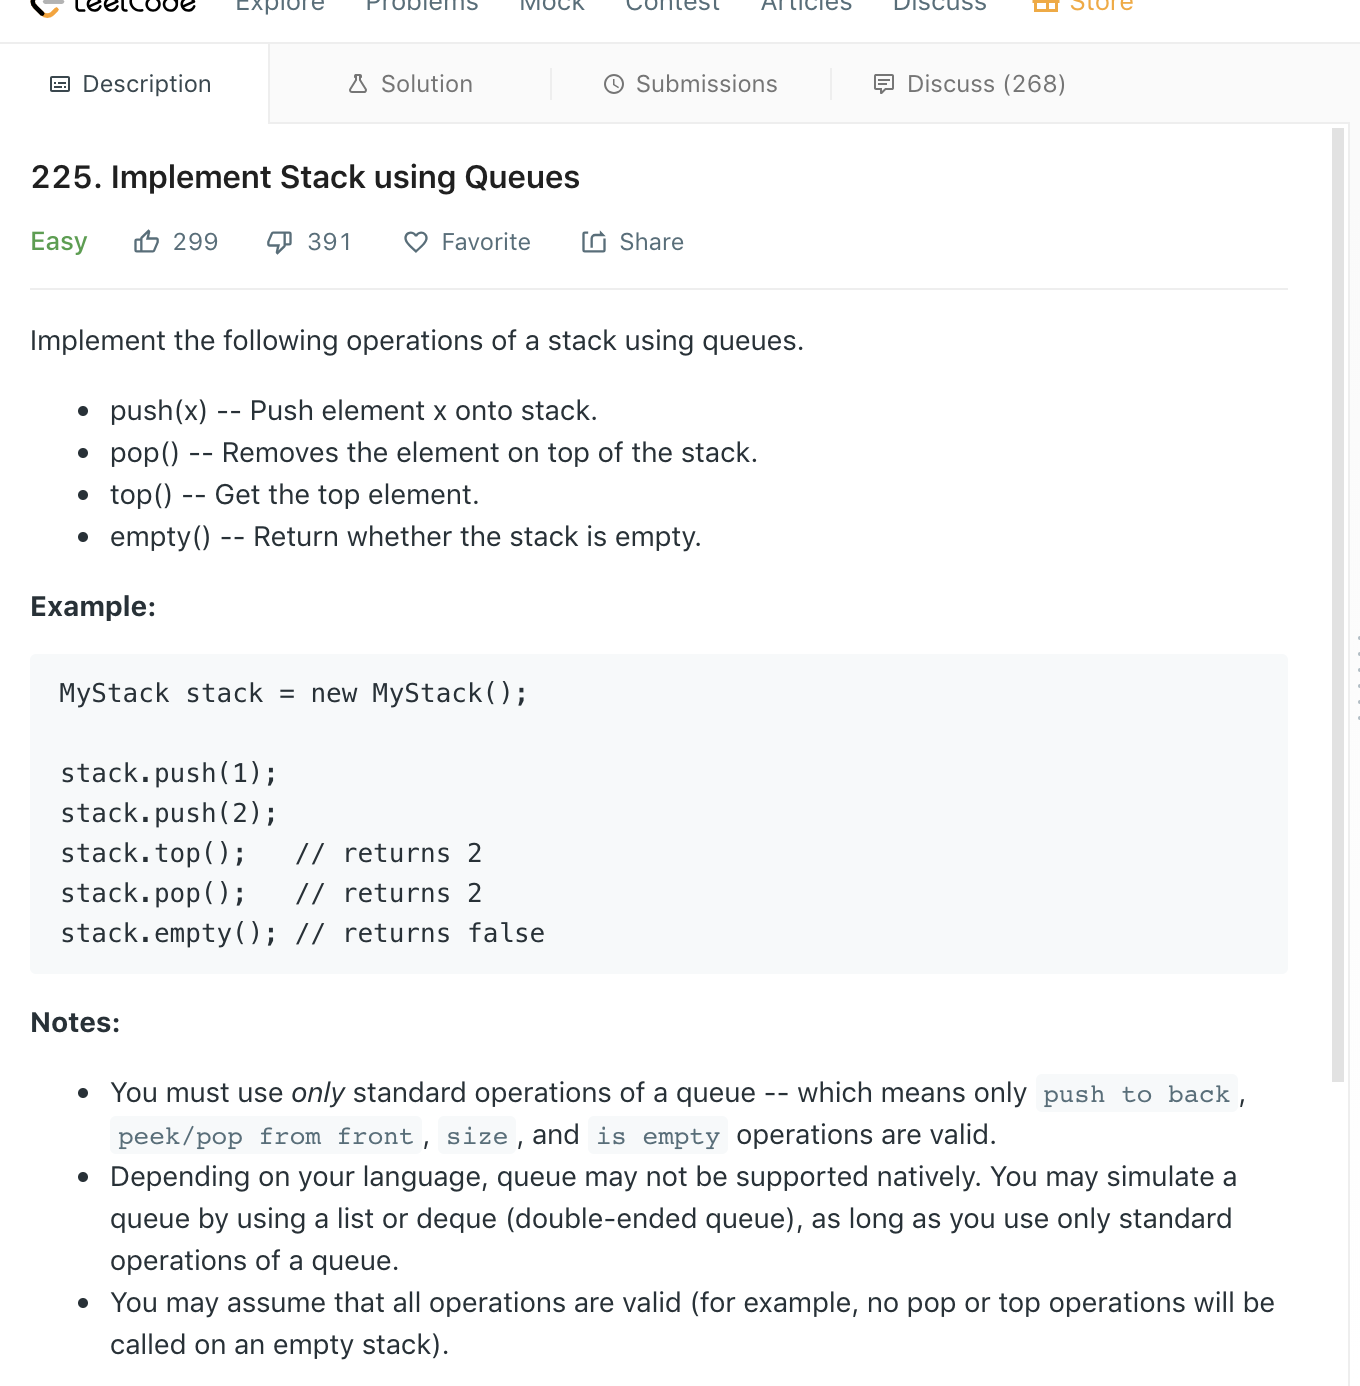 LeetCode Explore Problems Mock Contest Articles Discuss Store
Description Solution Submissions Discuss (268)
225. Implement Stack using Queues
Easy 299 391 Favorite Share
Implement the following operations of a stack using queues.
• push(x) -- Push element x onto stack.
• pop() -- Removes the element on top of the stack.
• top() -- Get the top element.
• empty() -- Return whether the stack is empty.
Example:
MyStack stack = new MyStack();
stack.push(1);
stack.push(2);
stack.top();   // returns 2
stack.pop();   // returns 2
stack.empty(); // returns false
Notes:
• You must use only standard operations of a queue -- which means only push to back,
peek/pop from front, size, and is empty operations are valid.
• Depending on your language, queue may not be supported natively. You may simulate a
queue by using a list or deque (double-ended queue), as long as you use only standard
operations of a queue.
• You may assume that all operations are valid (for example, no pop or top operations will be
called on an empty stack).